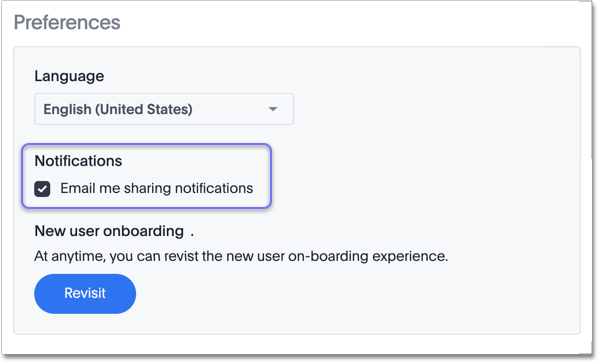 Preferences
Language
English (United States)
Notifications
Email me sharing notifications
New user onboarding .
At anytime, you can revist the new user on-boarding experience.
Revisit